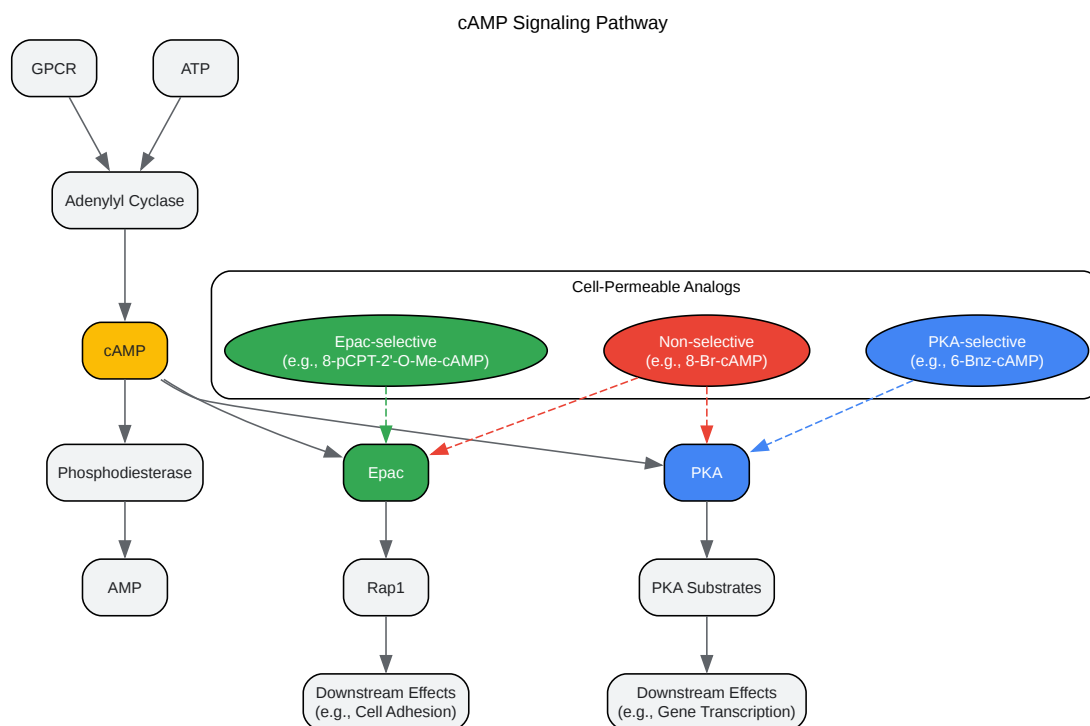 cAMP Signaling Pathway
GPCR
ATP
Adenylyl Cyclase
Cell-Permeable Analogs
cAMP
Epac-selective
(e.g., 8-pCPT-2'-O-Me-cAMP)
Non-selective
(e.g., 8-Br-cAMP)
PKA-selective
(e.g., 6-Bnz-cAMP)
Phosphodiesterase
Epac
PKA
AMP
Rap1
PKA Substrates
Downstream Effects
(e.g., Cell Adhesion)
Downstream Effects
(e.g., Gene Transcription)